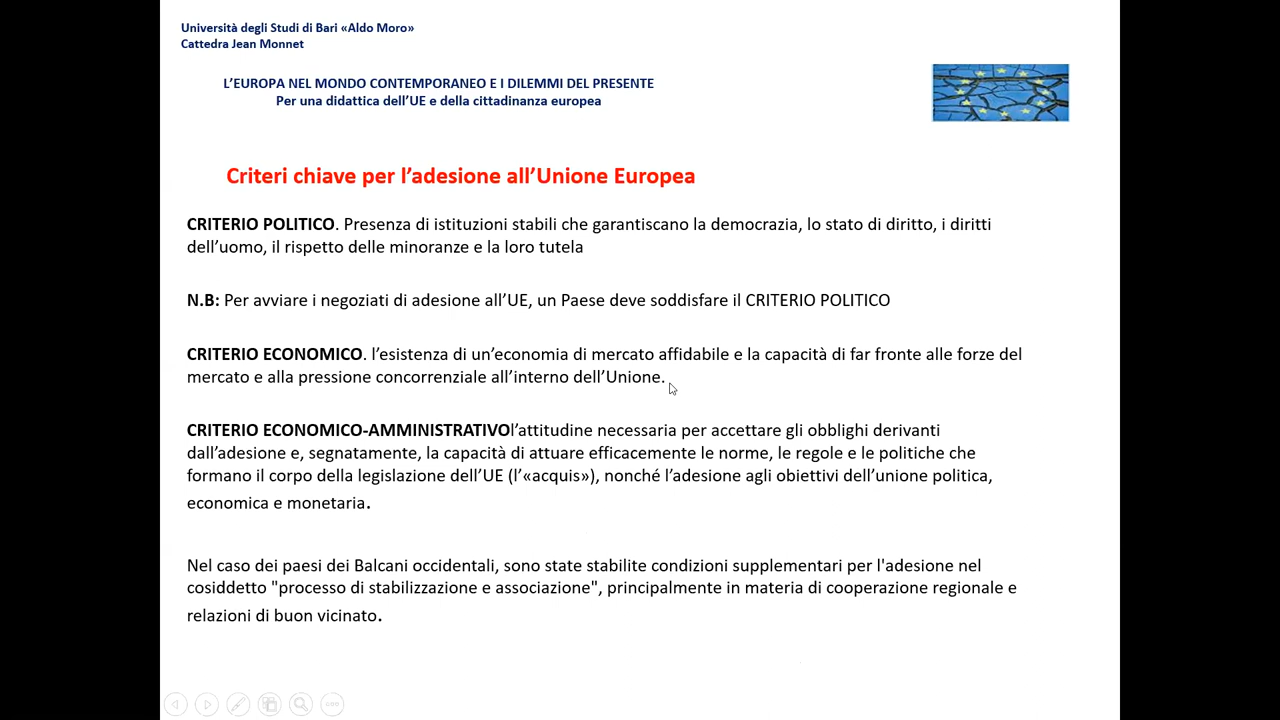 Università degli Studi di Bari «Aldo Moro»
Cattedra Jean Monnet
L’EUROPA NEL MONDO CONTEMPORANEO E I DILEMMI DEL PRESENTE
Per una didattica dell’UE e della cittadinanza europea
Criteri chiave per l’adesione all’Unione Europea
CRITERIO POLITICO. Presenza di istituzioni stabili che garantiscano la democrazia, lo stato di diritto, i diritti
dell’uomo, il rispetto delle minoranze e la loro tutela
N.B: Per avviare i negoziati di adesione all’UE, un Paese deve soddisfare il CRITERIO POLITICO
CRITERIO ECONOMICO. l’esistenza di un’economia di mercato affidabile e la capacità di far fronte alle forze del
mercato e alla pressione concorrenziale all’interno dell’Unione.
CRITERIO ECONOMICO-AMMINISTRATIVOl’attitudine necessaria per accettare gli obblighi derivanti
dall’adesione e, segnatamente, la capacità di attuare efficacemente le norme, le regole e le politiche che
formano il corpo della legislazione dell’UE (l’«acquis»), nonché l’adesione agli obiettivi dell’unione politica,
economica e monetaria.
Nel caso dei paesi dei Balcani occidentali, sono state stabilite condizioni supplementari per l'adesione nel
cosiddetto "processo di stabilizzazione e associazione", principalmente in materia di cooperazione regionale e
relazioni di buon vicinato.